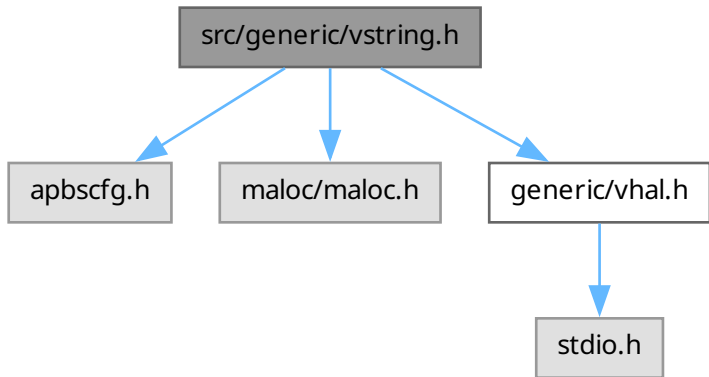 src/generic/vstring.h
apbscfg.h
maloc/maloc.h
generic/vhal.h
stdio.h